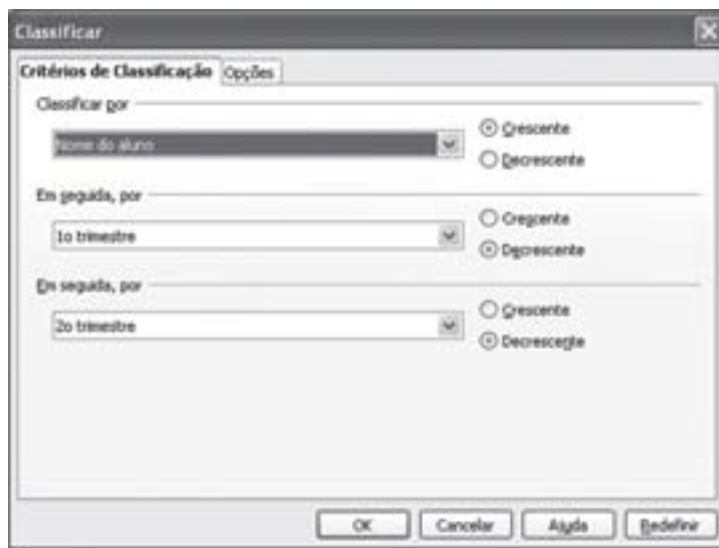 Classificar
Critérios de Classificação Opções
Classificar por
Nome do aluno
Crescente
Decrescente
Em seguida, por
1o trimestre
Crescente
Decrescente
Em seguida, por
2o trimestre
Crescente
Decrescente
OK Cancelar Ajuda Redefinir